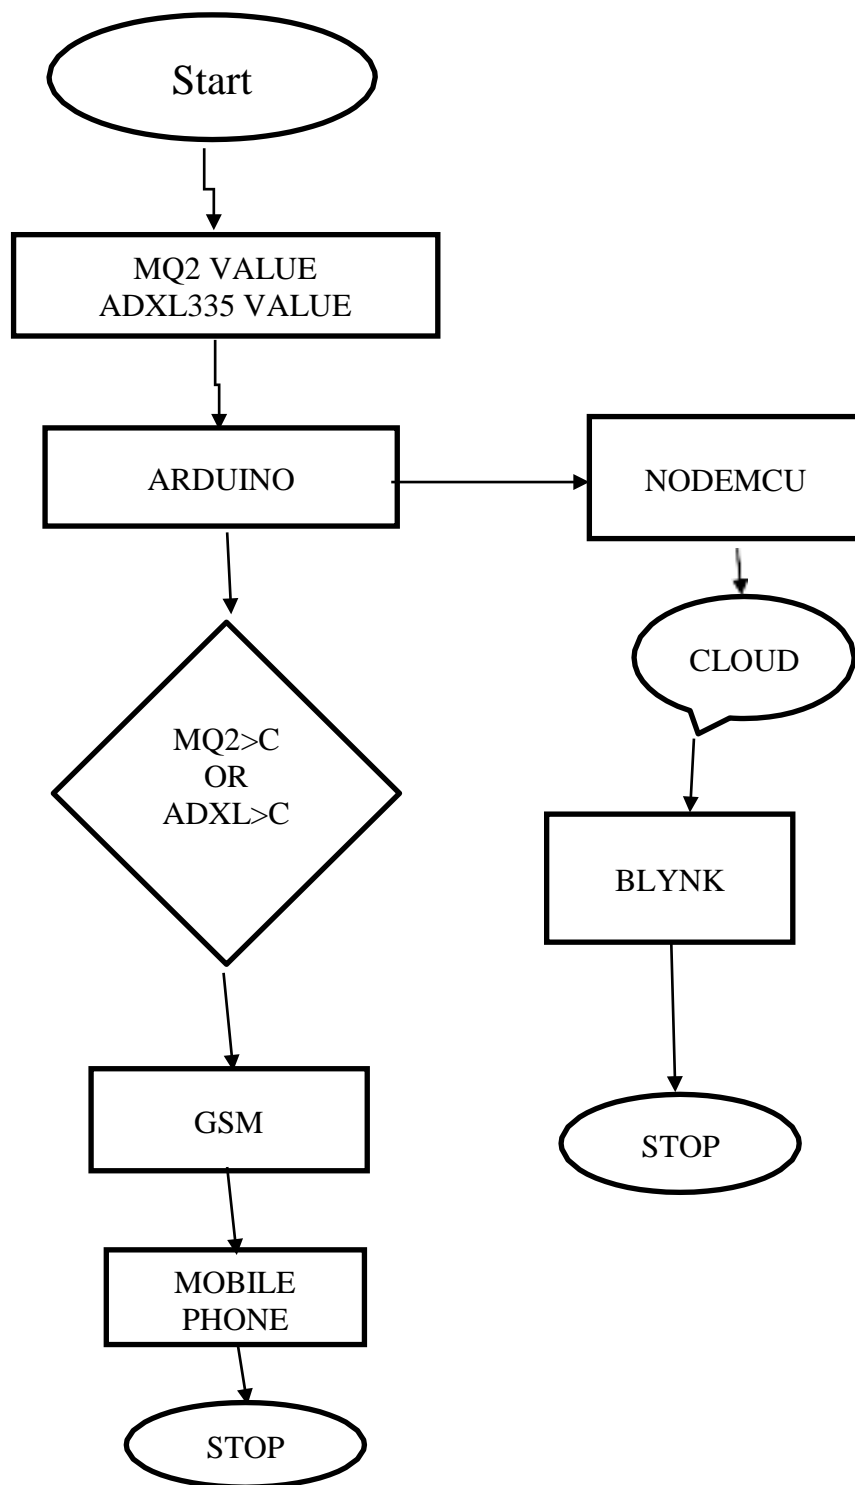 Start
MQ2 VALUE
ADXL335 VALUE
ARDUINO
NODEMCU
CLOUD
MQ2>C
OR
ADXL>C
BLYNK
GSM
STOP
MOBILE
PHONE
STOP